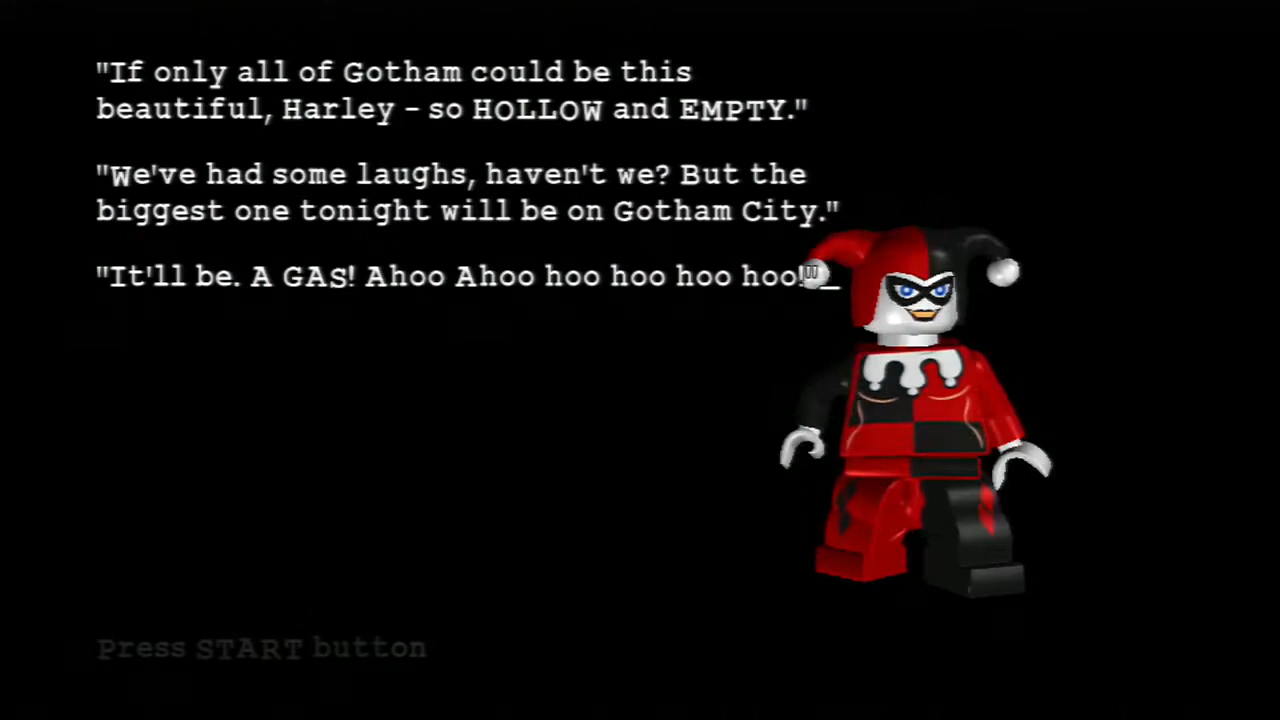 "If only all of Gotham could be this
beautiful, Harley - so HOLLOW and EMPTY."
"We've had some laughs, haven't we? But the
biggest one tonight will be on Gotham City."
"It'll be. A GAS! Ahoo Ahoo hoo hoo hoo hoo!"_
Press START button